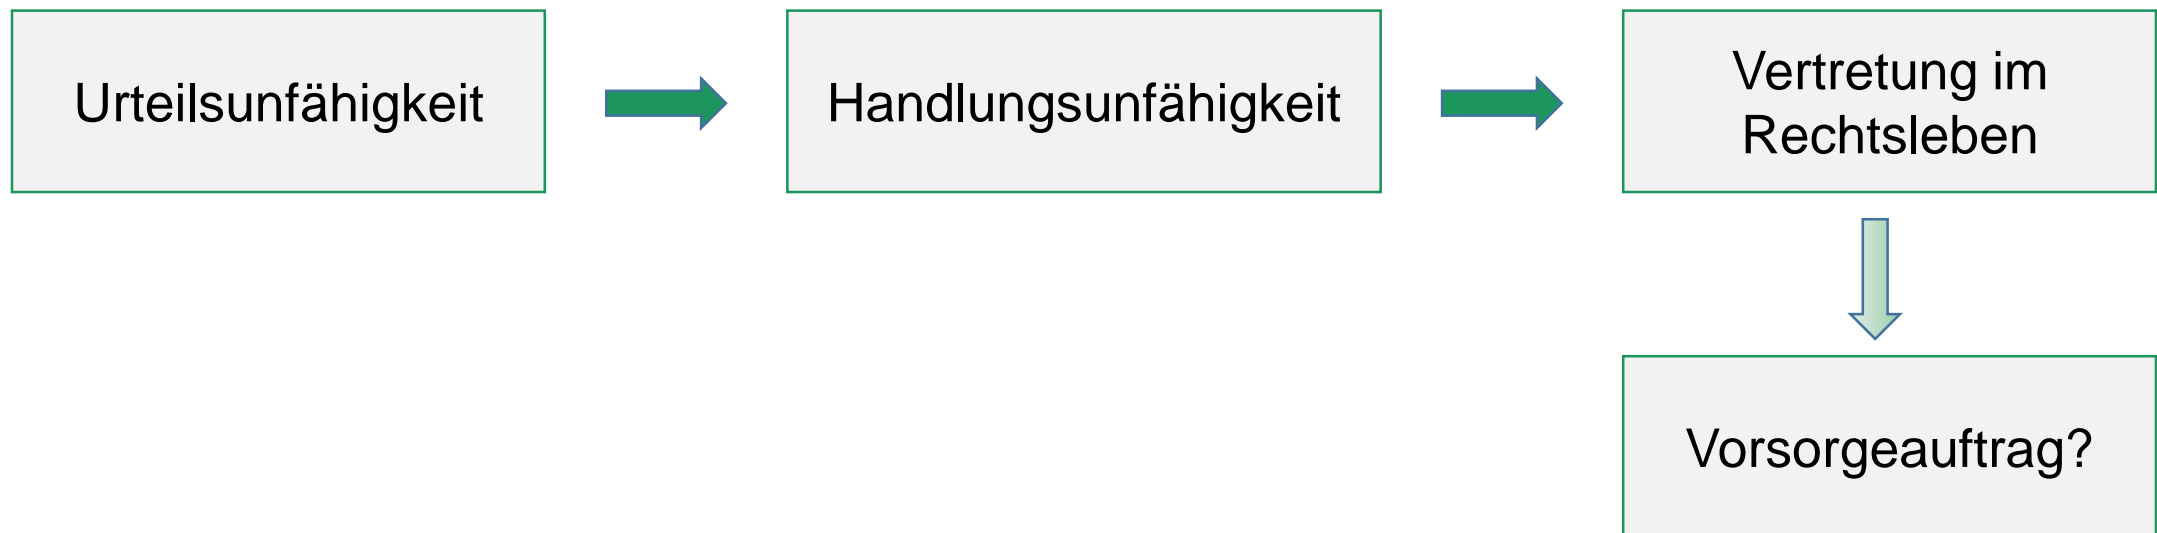 Urteilsunfähigkeit
Handlungsunfähigkeit
Vertretung im
Rechtsleben
Vorsorgeauftrag?